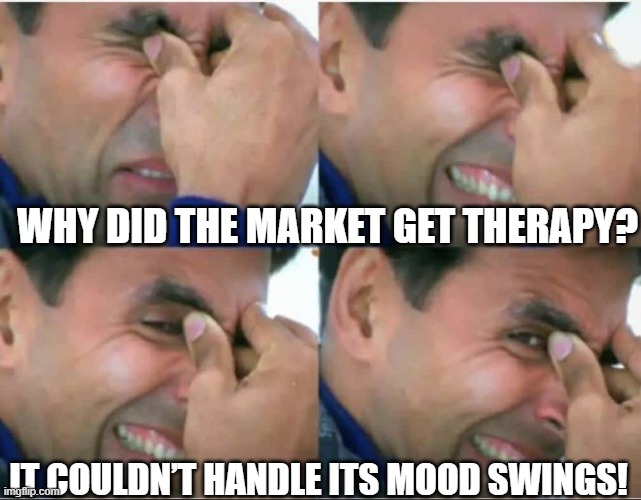 WHY DID THE MARKET GET THERAPY?
IT COULDN'T HANDLE ITS MOOD SWINGS!
imgflip.com